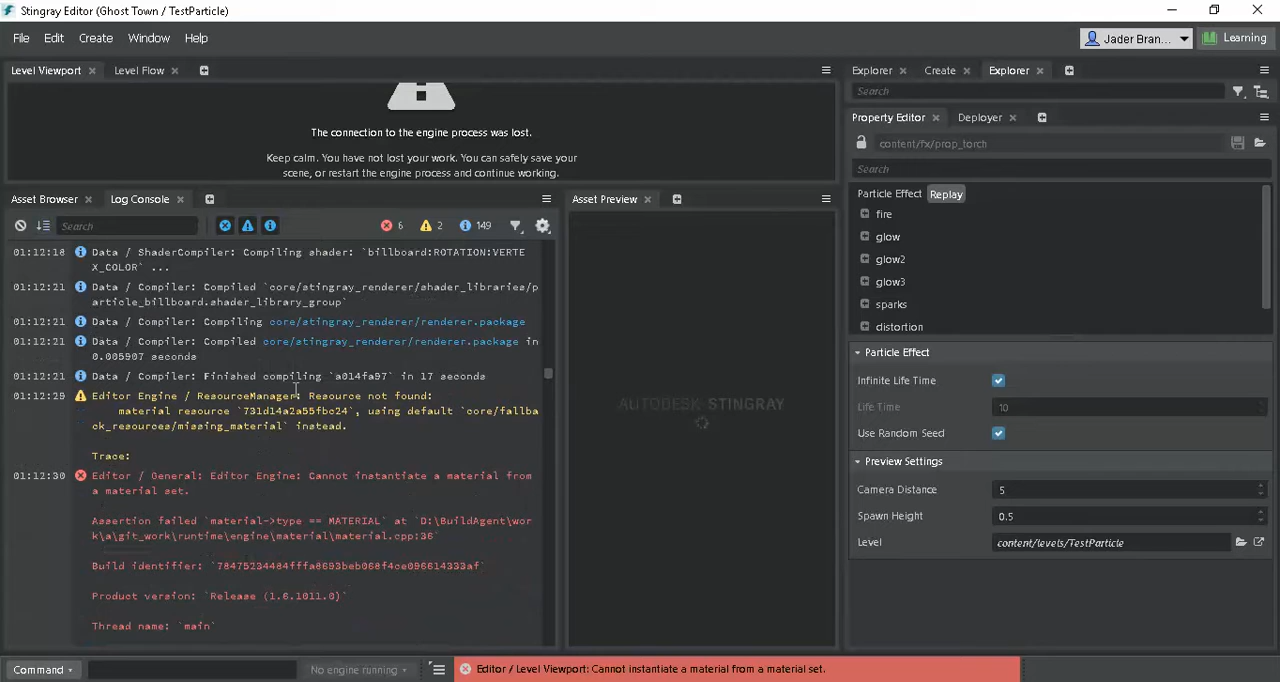 Stingray Editor (Ghost Town / TestParticle)
File Edit Create Window Help
Jader Bran... Learning
Level Viewport Level Flow
Explorer Create Explorer
Search
The connection to the engine process was lost.
Keep calm. You have not lost your work. You can safely save your
scene, or restart the engine process and continue working.
Property Editor Deployer
content/fx/prop_torch
Search
Particle Effect Replay
fire
glow
glow2
glow3
sparks
distortion
Asset Browser Log Console
Search 6 2 149
01:12:18 Data / ShaderCompiler: Compiling shader: `billboard:ROTATION:VERTE
X_COLOR` ...
01:12:21 Data / Compiler: Compiled `core/stingray_renderer/shader_libraries/p
article_billboard.shader_library_group`
01:12:21 Data / Compiler: Compiling core/stingray_renderer/renderer.package
01:12:21 Data / Compiler: Compiled core/stingray_renderer/renderer.package in
0.005907 seconds
01:12:21 Data / Compiler: Finished compiling `a014fa97` in 17 seconds
01:12:29 Editor Engine / ResourceManager: Resource not found:
material resource `731d14a2a55fbc24`, using default `core/fallba
ck_resources/missing_material` instead.
Trace:
01:12:30 Editor / General: Editor Engine: Cannot instantiate a material from
a material set.
Assertion failed `material->type == MATERIAL` at `D:\BuildAgent\wor
k\a\git_work\runtime\engine\material\material.cpp:36`
Build identifier:
Product version: `Release (1.8.1011.0)`
Thread name: `main`
Asset Preview
AUTODESK STINGRAY
Particle Effect
Infinite Life Time
Life Time 10
Use Random Seed
Preview Settings
Camera Distance 5
Spawn Height 0.5
Level content/levels/TestParticle
Command No engine running Editor / Level Viewport: Cannot instantiate a material from a material set.